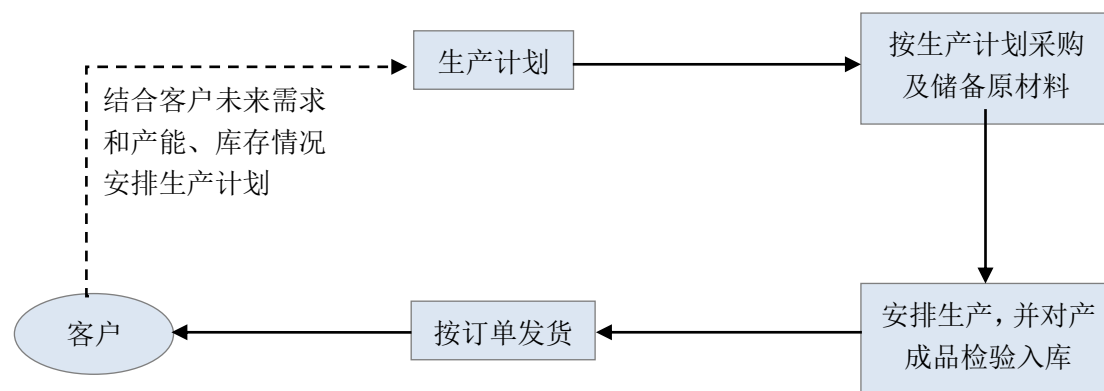 生产计划
按生产计划采购
及储备原材料
结合客户未来需求
和产能、库存情况
安排生产计划
客户
按订单发货
安排生产，并对产
成品检验入库